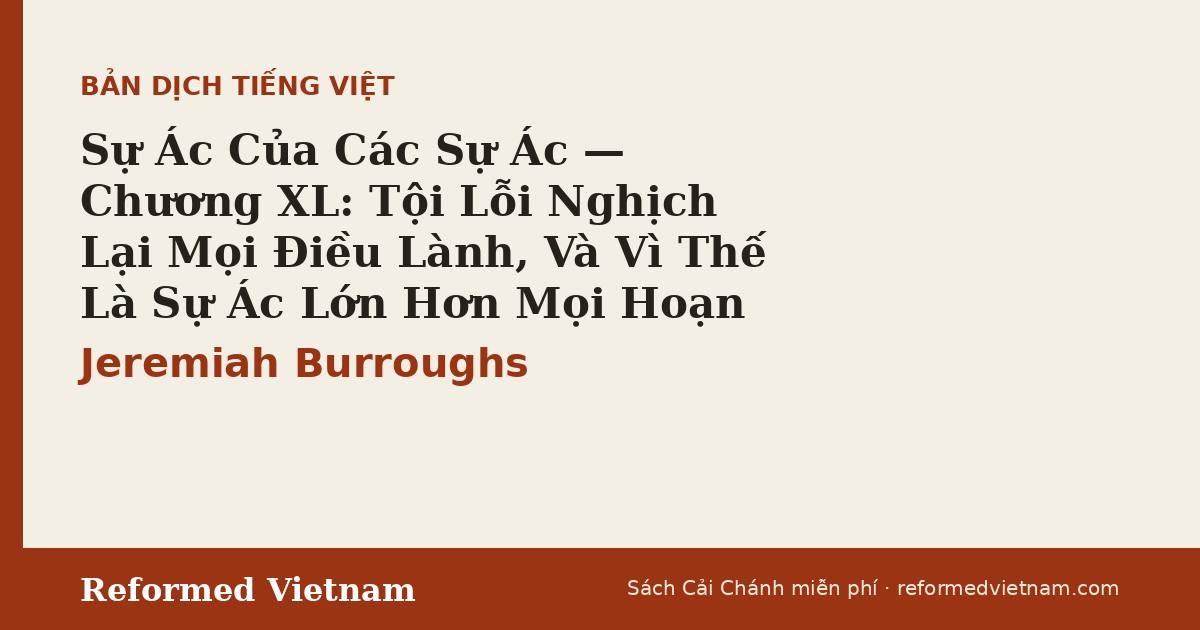 BẢN DỊCH TIẾNG VIỆT
Sự Ác Của Các Sự Ác —
Chương XL: Tội Lỗi Nghịch
Lại Mọi Điều Lành, Và Vì Thế
Là Sự Ác Lớn Hơn Mọi Hoạn
Jeremiah Burroughs
Reformed Vietnam
Sách Cải Chánh miễn phí · reformedvietnam.com